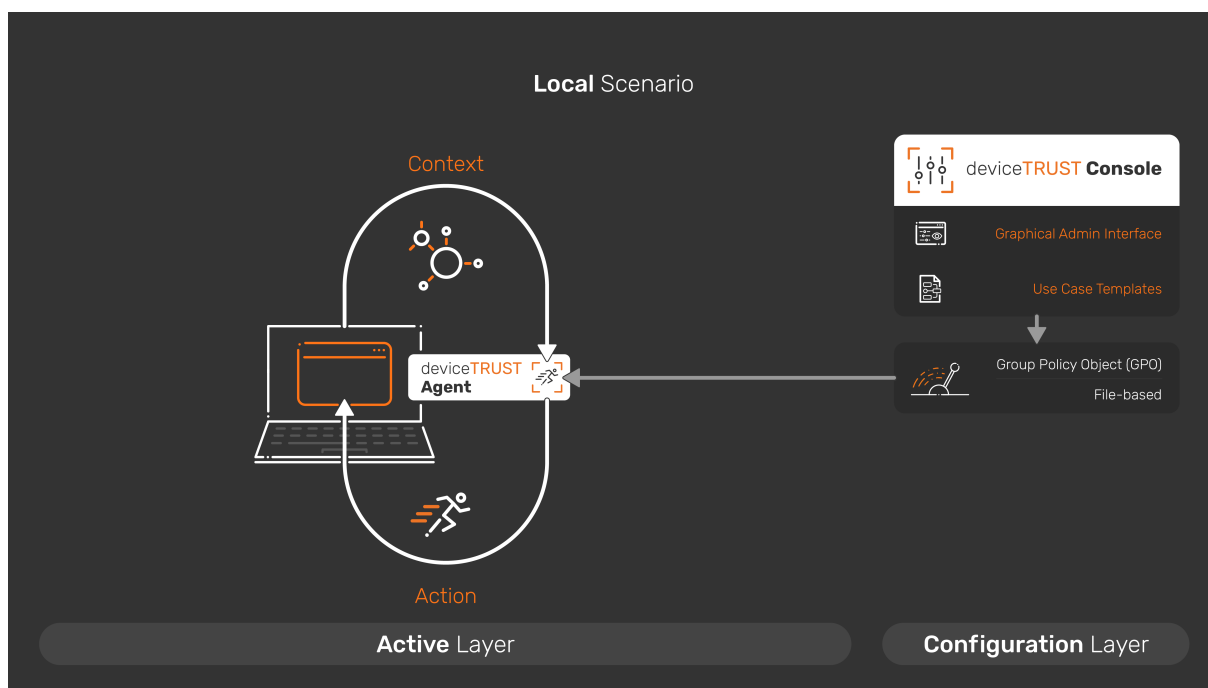 Local Scenario
Context
deviceTRUST Console
Graphical Admin Interface
Use Case Templates
deviceTRUST
Agent
Group Policy Object (GPO)
File-based
Action
Active Layer
Configuration Layer